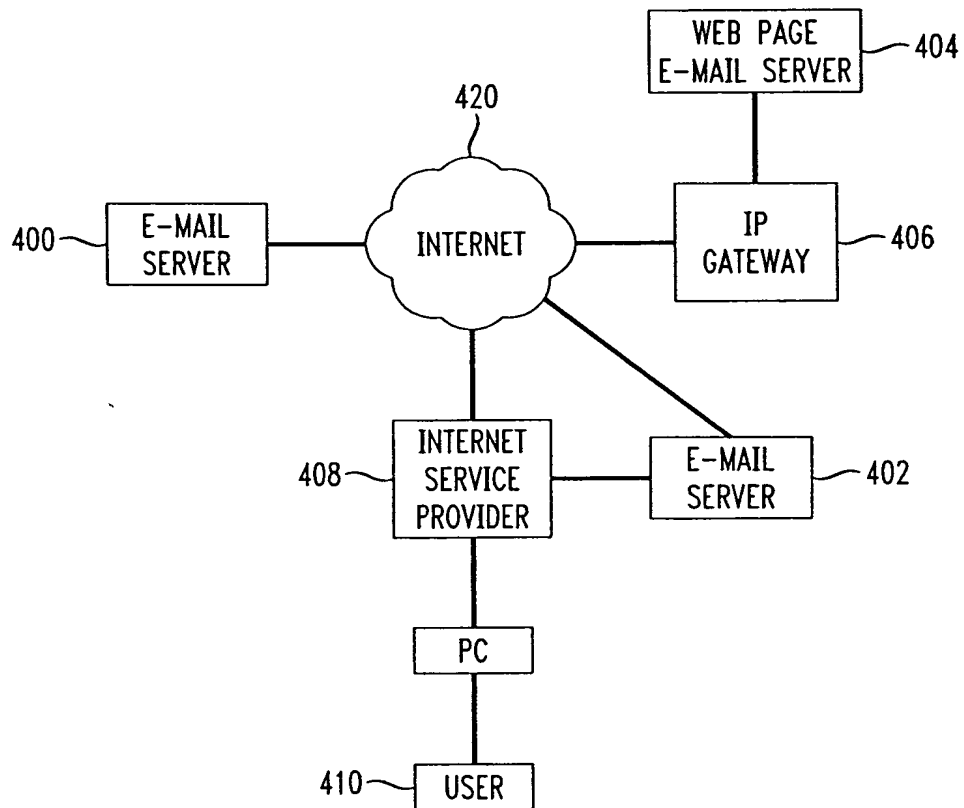 WEB PAGE
E-MAIL SERVER
404
420
400
E-MAIL
SERVER
INTERNET
IP
GATEWAY
406
408
INTERNET
SERVICE
PROVIDER
E-MAIL
SERVER
402
PC
410
USER